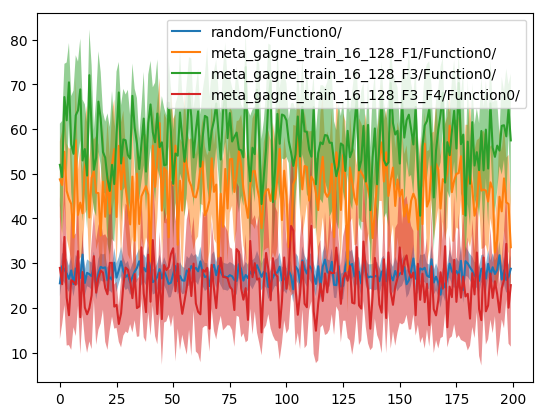 random/Function0/
meta_gagne_train_16_128_F1/Function0/
meta_gagne_train_16_128_F3/Function0/
meta_gagne_train_16_128_F3_F4/Function0/
80
70
60
50
40
30
20
10
0 25 50 75 100 125 150 175 200